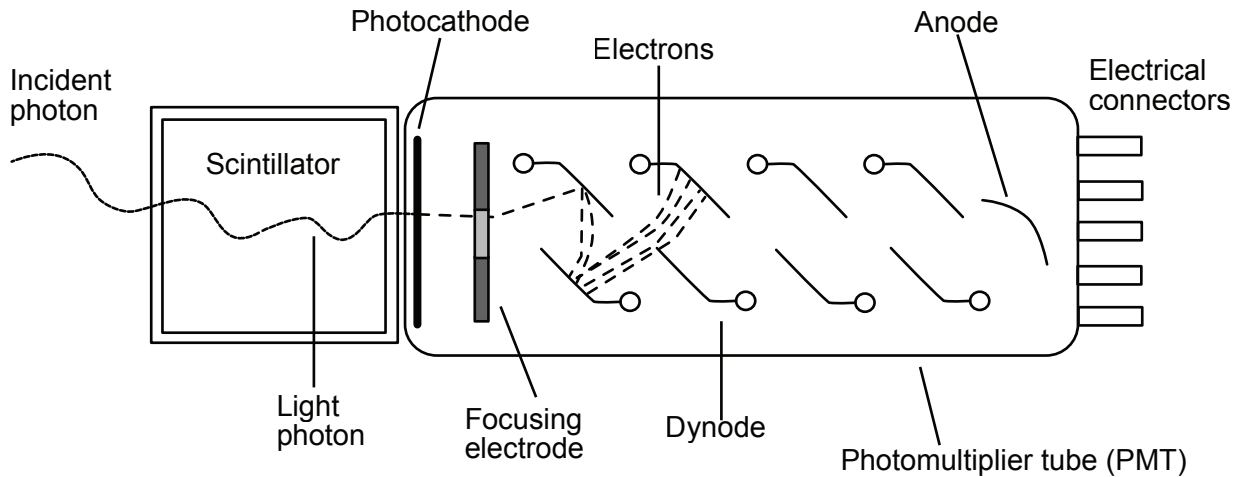 Photocathode
Anode
Electrons
Incident
photon
Electrical
connectors
Scintillator
Light
photon
Focusing
electrode
Dynode
Photomultiplier tube (PMT)